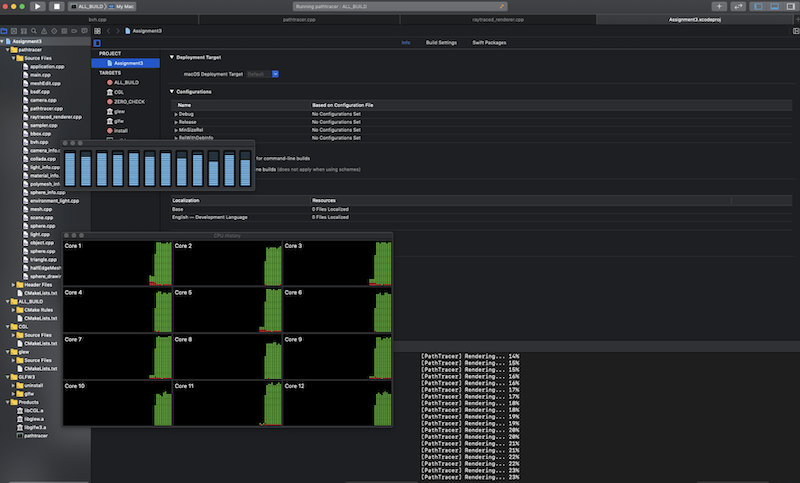 ALL_BUILD 〉 My Mac
Running pathtracer : ALL_BUILD
bvh.cpp
pathtracer.cpp
raytraced_renderer.cpp
Assignment3.xcodeproj
Assignment3
Assignment3
Info
Build Settings
Swift Packages
pathtracer
Source Files
application.cpp
main.cpp
meshEdit.cpp
bsdf.cpp
camera.cpp
pathtracer.cpp
raytraced_renderer.cpp
sampler.cpp
bbox.cpp
bvh.cpp
camera_info.
collada.cpp
light_info.cpp
material_info.
polymesh_info
sphere_info.cpp
environment_light.cpp
mesh.cpp
scene.cpp
sphere.cpp
light.cpp
object.cpp
sphere.cpp
triangle.cpp
halfEdgeMesh
sphere_drawin
Header Files
CMakeLists.txt
ALL_BUILD
CMake Rules
CMakeLists.txt
CGL
Source Files
CMakeLists.txt
glew
Source Files
CMakeLists.txt
GLFW3
uninstall
glfw
Products
libCGL.a
libglew.a
libglfw3.a
pathtracer
PROJECT
Assignment3
TARGETS
ALL_BUILD
CGL
ZERO_CHECK
glew
glfw
install
Deployment Target
macOS Deployment Target
Default
Configurations
Name
Based on Configuration File
Debug
No Configurations Set
Release
No Configurations Set
MinSizeRel
No Configurations Set
RelWithDebInfo
No Configurations Set
for command-line builds
ne builds (does not apply when using schemes)
Localization
Resources
Base
0 Files Localized
English — Development Language
0 Files Localized
CPU History
Core 1
Core 2
Core 3
Core 4
Core 5
Core 6
Core 7
Core 8
Core 9
Core 10
Core 11
Core 12
[PathTracer] Rendering... 14%
[PathTracer] Rendering... 15%
[PathTracer] Rendering... 15%
[PathTracer] Rendering... 16%
[PathTracer] Rendering... 16%
[PathTracer] Rendering... 17%
[PathTracer] Rendering... 17%
[PathTracer] Rendering... 18%
[PathTracer] Rendering... 18%
[PathTracer] Rendering... 19%
[PathTracer] Rendering... 19%
[PathTracer] Rendering... 20%
[PathTracer] Rendering... 20%
[PathTracer] Rendering... 21%
[PathTracer] Rendering... 21%
[PathTracer] Rendering... 22%
[PathTracer] Rendering... 22%
[PathTracer] Rendering... 23%
[PathTracer] Rendering... 23%